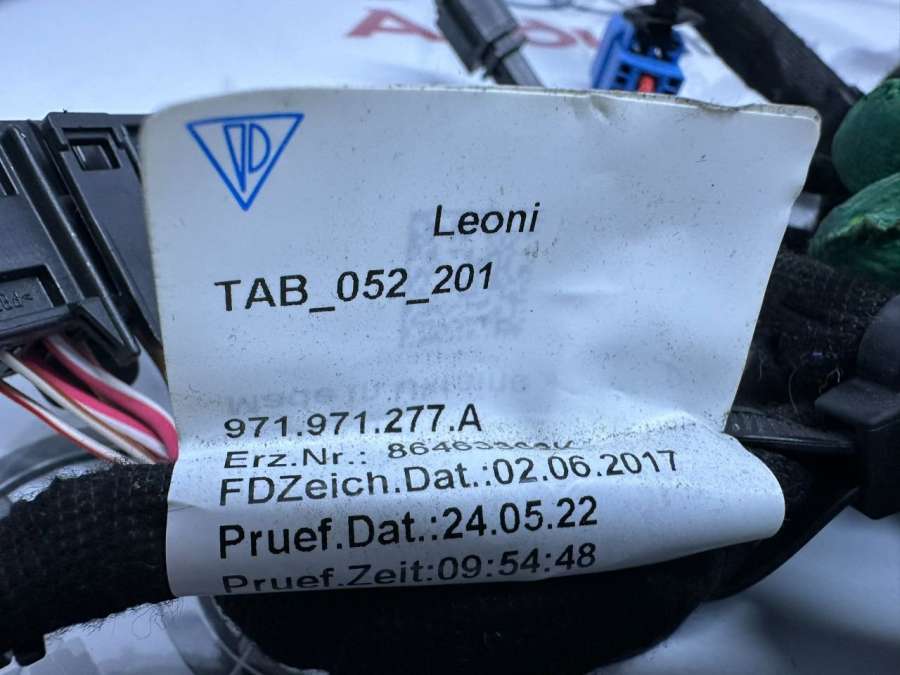 Leoni
TAB_052_201
971.971.277.A
Erz.Nr.:
FDZeich.Dat.:02.06.2017
Pruef.Dat.:24.05.22
Pruef.Zeit:09:54:48